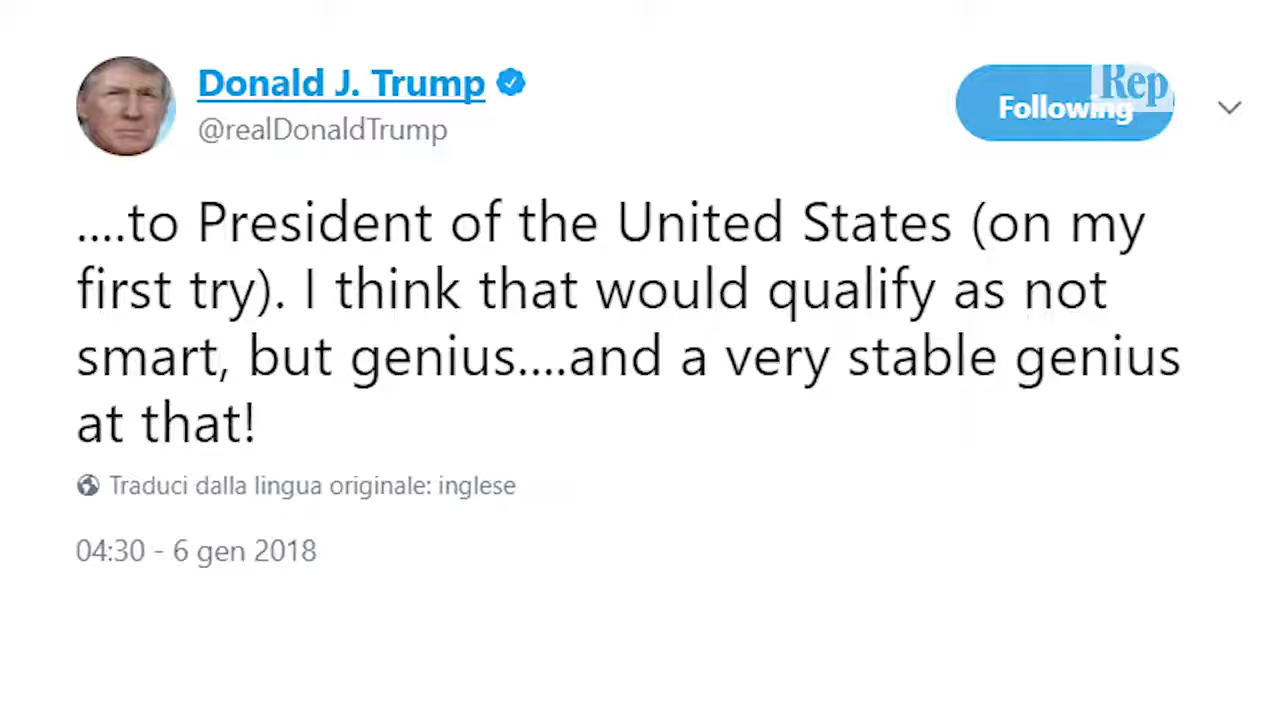 Donald J. Trump
@realDonaldTrump
Following
Rep
....to President of the United States (on my
first try). I think that would qualify as not
smart, but genius....and a very stable genius
at that!
Traduci dalla lingua originale: inglese
04:30 - 6 gen 2018